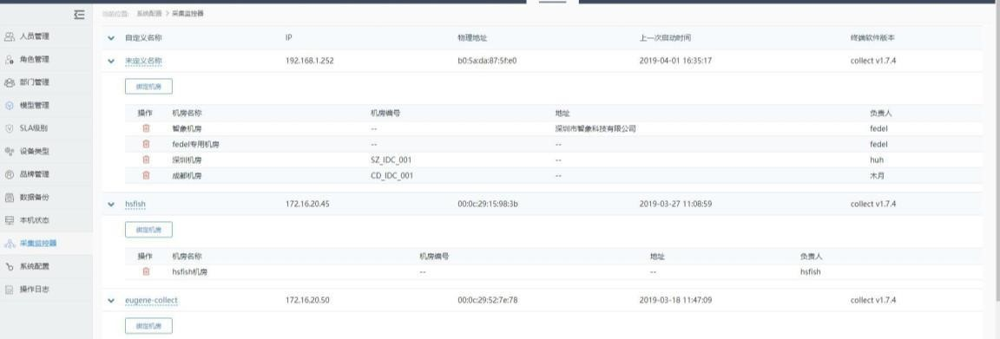 当前位置: 系统配置 > 采集监控器
人员管理
角色管理
部门管理
模型管理
SLA级别
设备类型
品牌管理
数据备份
本机状态
采集监控器
系统配置
操作日志
自定义名称 IP 物理地址 上一次启动时间 终端软件版本
未定义名称 192.168.1.252 b0:5a:da:87:5f:e0 2019-04-01 16:35:17 collect v1.7.4
绑定机房
操作 机房名称 机房编号 地址 负责人
智象机房 -- 深圳市智象科技有限公司 fedel
fedel专用机房 -- -- fedel
深圳机房 SZ_IDC_001 -- huh
成都机房 CD_IDC_001 -- 木月
hsfish 172.16.20.45 00:0c:29:15:98:3b 2019-03-27 11:08:59 collect v1.7.4
绑定机房
操作 机房名称 机房编号 地址 负责人
hsfish机房 -- -- hsfish
eugene-collect 172.16.20.50 00:0c:29:52:7e:78 2019-03-18 11:47:09 collect v1.7.4
绑定机房